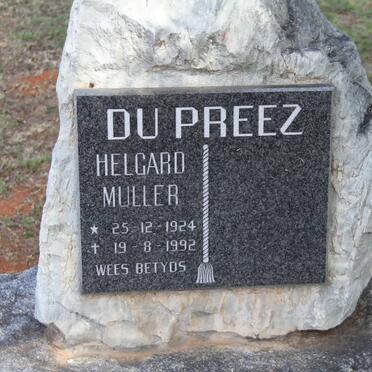 DU PREEZ
HELGARD
MULLER
★ 25-12-1924
✝ 19-8-1992
WEES BETYDS